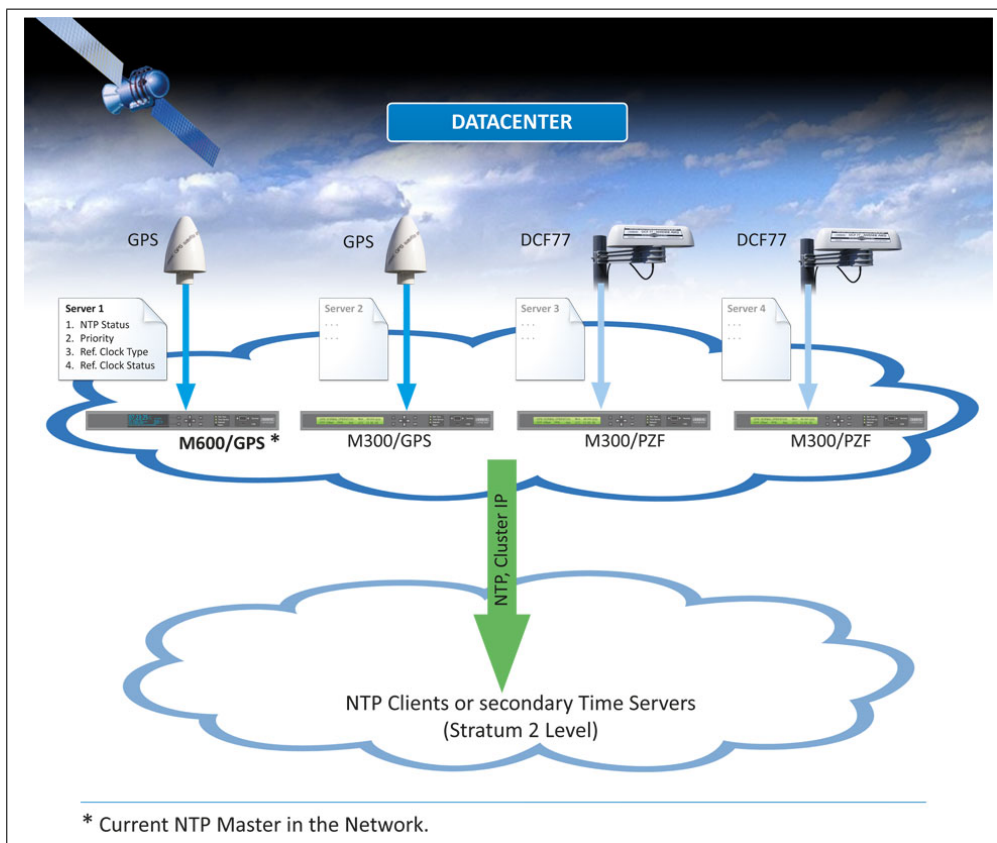 DATACENTER
GPS
GPS
DCF77
DCF77
Server 1
1. NTP Status
2. Priority
3. Ref. Clock Type
4. Ref. Clock Status
Server 2
. . .
. . .
Server 3
. . .
. . .
Server 4
. . .
. . .
M600/GPS *
M300/GPS
M300/PZF
M300/PZF
NTP, Cluster IP
NTP Clients or secondary Time Servers
(Stratum 2 Level)
* Current NTP Master in the Network.